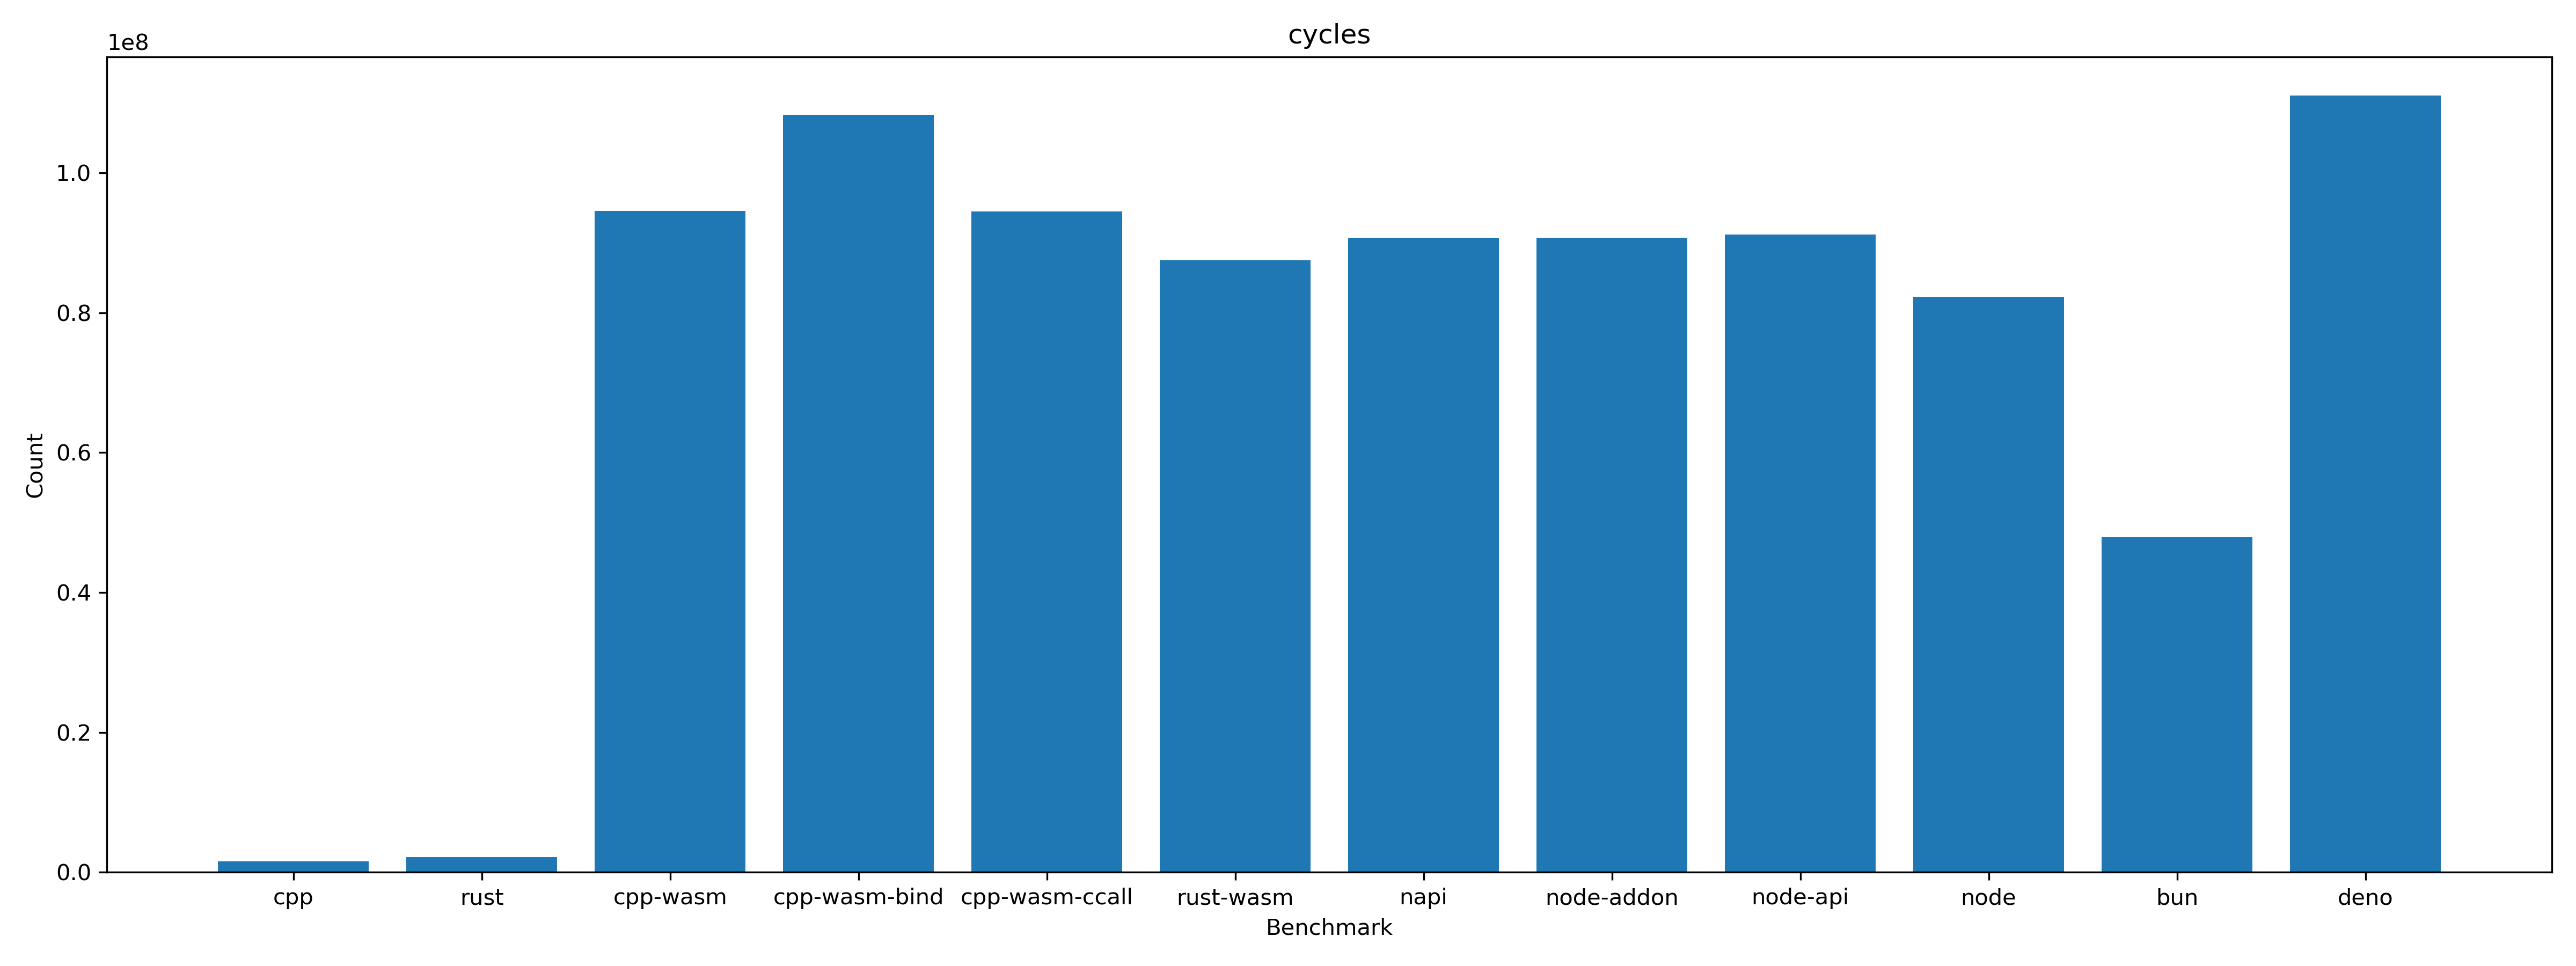 cycles
1e8
1.0
0.8
0.6
0.4
0.2
0.0
Count
cpp rust cpp-wasm cpp-wasm-bind cpp-wasm-ccall rust-wasm napi node-addon node-api node bun deno
Benchmark